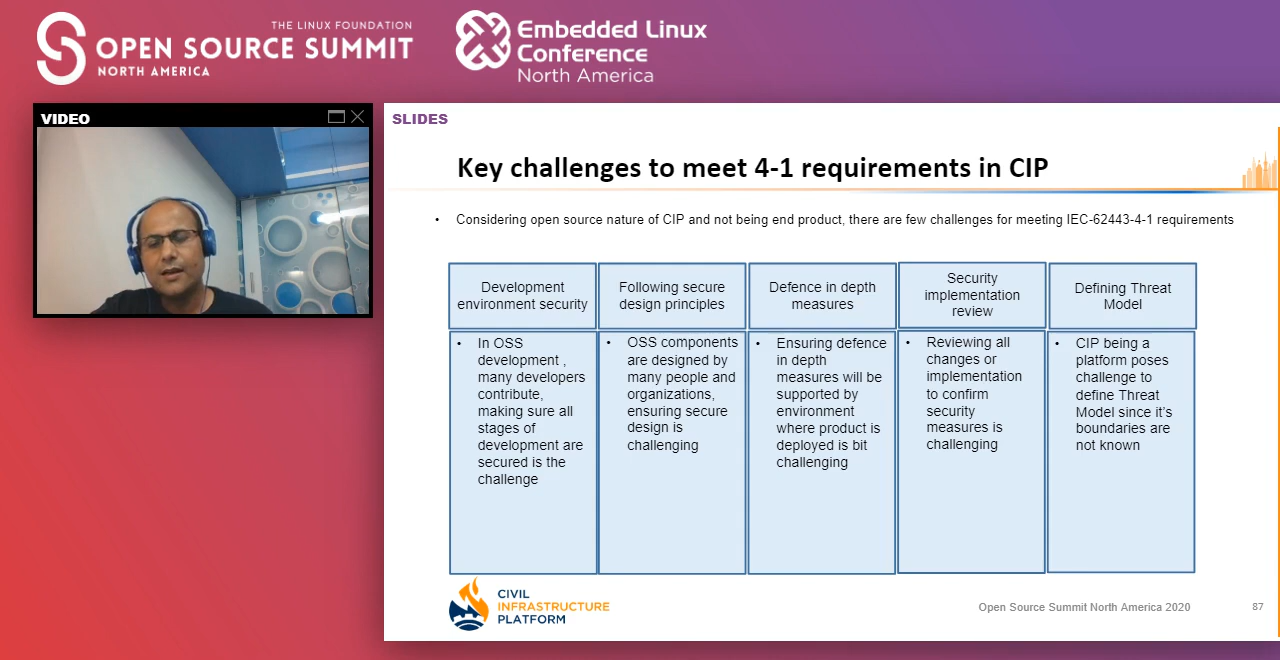 THE LINUX FOUNDATION
OPEN SOURCE SUMMIT
NORTH AMERICA
Embedded Linux
Conference
North America
VIDEO
SLIDES
Key challenges to meet 4-1 requirements in CIP
• Considering open source nature of CIP and not being end product, there are few challenges for meeting IEC-62443-4-1 requirements
Development
environment security
• In OSS
development ,
many developers
contribute,
making sure all
stages of
development are
secured is the
challenge
Following secure
design principles
• OSS components
are designed by
many people and
organizations,
ensuring secure
design is
challenging
Defence in depth
measures
• Ensuring defence
in depth
measures will be
supported by
environment
where product is
deployed is bit
challenging
Security
implementation
review
• Reviewing all
changes or
implementation
to confirm
security
measures is
challenging
Defining Threat
Model
• CIP being a
platform poses
challenge to
define Threat
Model since it's
boundaries are
not known
CIVIL
INFRASTRUCTURE
PLATFORM
Open Source Summit North America 2020
87